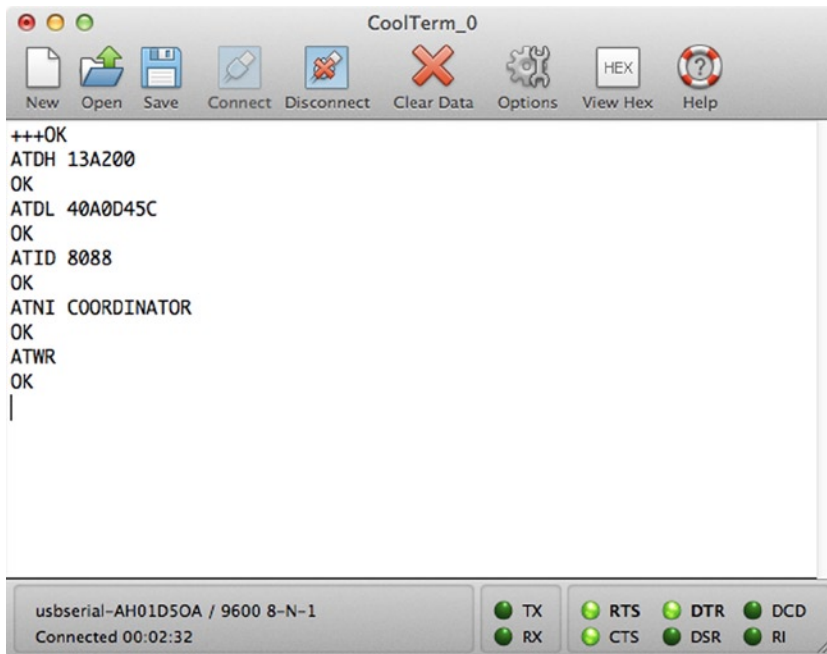 CoolTerm_0
New Open Save Connect Disconnect Clear Data Options HEX View Hex Help
+++OK
ATDH 13A200
OK
ATDL 40A0D45C
OK
ATID 8088
OK
ATNI COORDINATOR
OK
ATWR
OK
usbserial-AH01D5OA / 9600 8-N-1
Connected 00:02:32
TX RTS DTR DCD
RX CTS DSR RI